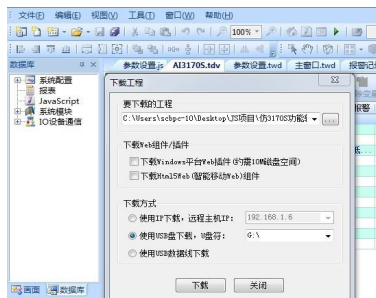 文件(F) 编辑(E) 视图(V) 工具(T) 窗口(W) 帮助(H)
100%
数据库
参数设置.js AI3170S.tdv 参数设置.twd 主窗口.twd 报警记
系统配置
报表
JavaScript
系统模块
IO设备通信
下载工程
要下载的工程
C:\Users\scbpc-10\Desktop\JS项目\仿3170S功能
...
下载Web组件/插件
下载Windows平台Web插件(约需10M磁盘空间)
下载Html5Web(智能移动Web)组件
下载方式
使用IP下载，远程主机IP: 192.168.1.6
使用USB盘下载，U盘符: G:\
使用USB数据线下载
下载 关闭
画面 数据库
报警